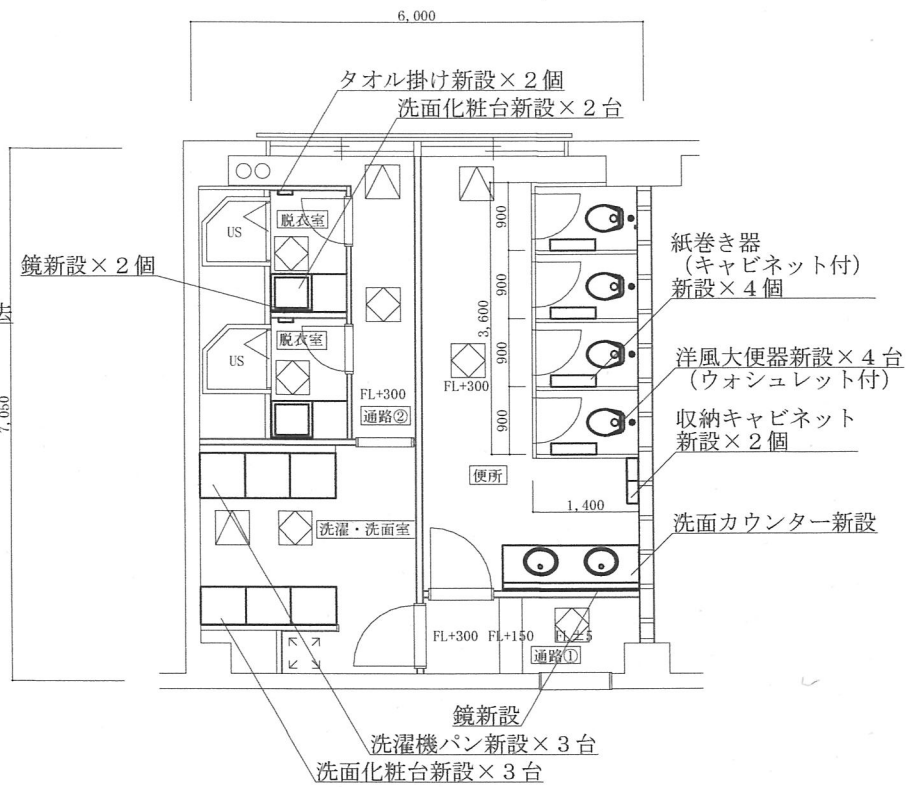 6,000
タオル掛け新設×2個
洗面化粧台新設×2台
脱衣室
US
鏡新設×2個
脱衣室
US
FL+300
通路②
7,050
900
900
3,600
900
900
FL+300
便所
1,400
紙巻き器
(キャビネット付)
新設×4個
洋風大便器新設×4台
(ウォシュレット付)
収納キャビネット
新設×2個
洗面カウンター新設
洗濯・洗面室
FL+300 FL+150 FL±5
通路①
鏡新設
洗濯機パン新設×3台
洗面化粧台新設×3台